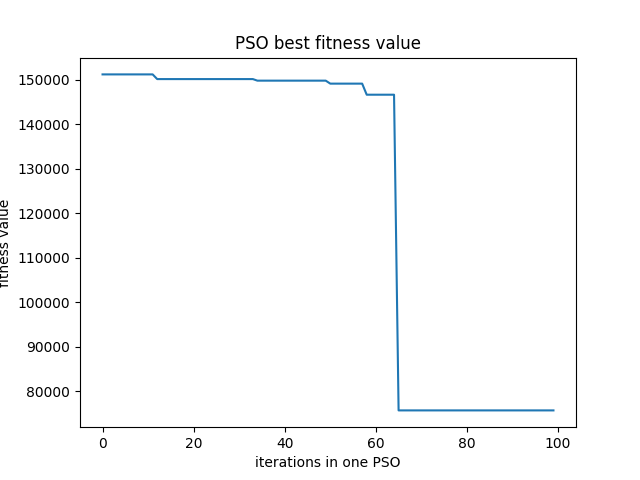 PSO best fitness value
150000
140000
130000
120000
110000
100000
90000
80000
fitness value
0 20 40 60 80 100
iterations in one PSO